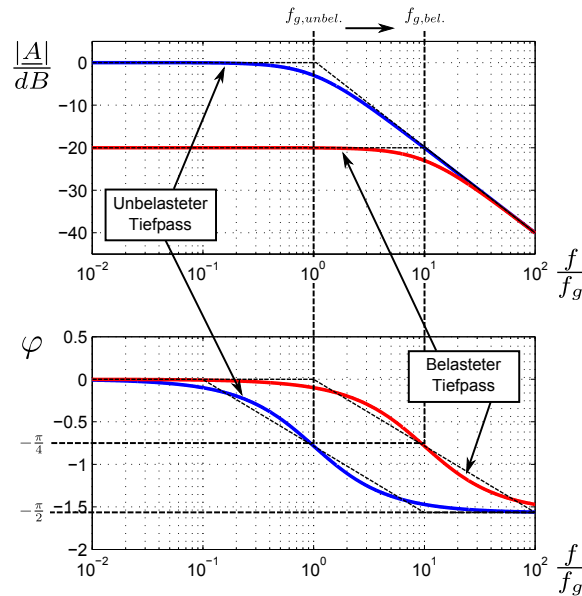 f_{g,unbel.} f_{g,bel.}
|A|
dB
0
−10
−20
−30
−40
Unbelasteter
Tiefpass
10^{−2} 10^{−1} 10^{0} 10^{1} 10^{2}
f
f_g
φ
0.5
0
−0.5
−π/4
−1
−1.5
−π/2
−2
Belasteter
Tiefpass
10^{−2} 10^{−1} 10^{0} 10^{1} 10^{2}
f
f_g